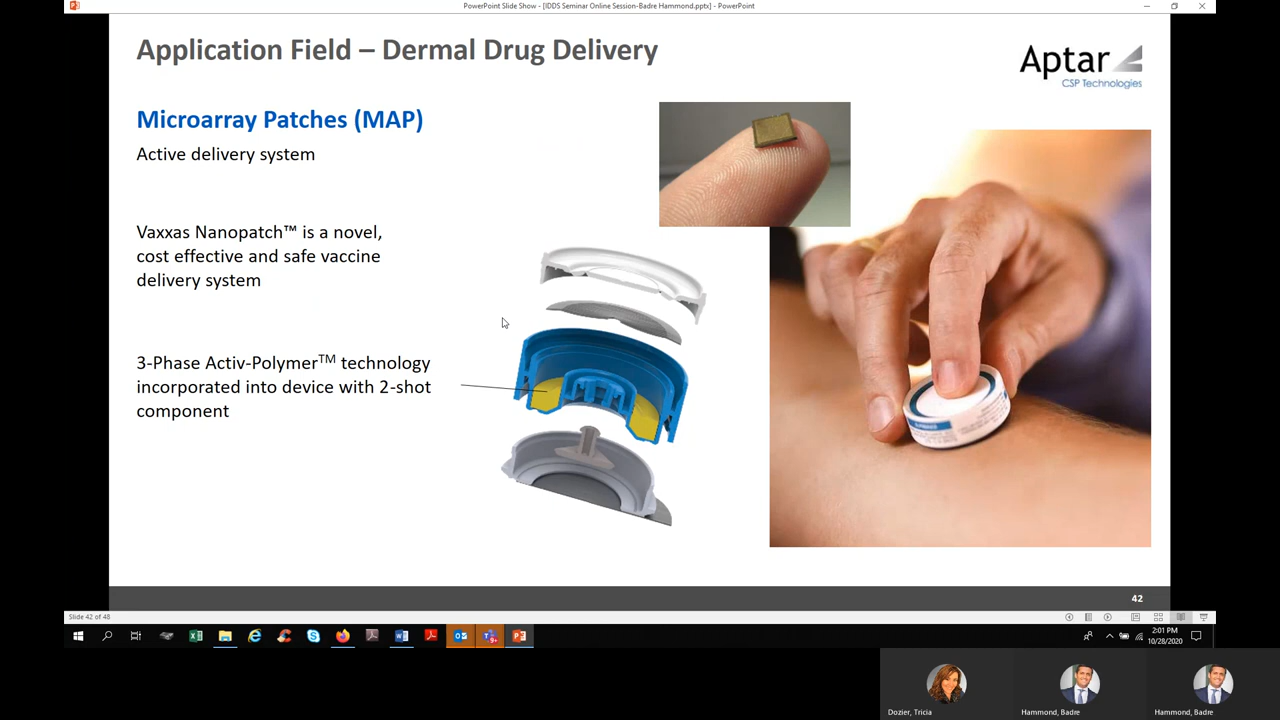 PowerPoint Slide Show - [IDDS Seminar Online Session-Badre Hammond.pptx] - PowerPoint
Application Field – Dermal Drug Delivery
Aptar
CSP Technologies
Microarray Patches (MAP)
Active delivery system
Vaxxas Nanopatch™ is a novel,
cost effective and safe vaccine
delivery system
3-Phase Activ-Polymer™ technology
incorporated into device with 2-shot
component
42
Slide 42 of 48
2:01 PM
10/28/2020
Dozier, Tricia
Hammond, Badre
Hammond, Badre